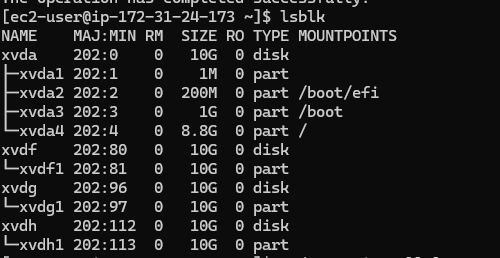 The operation has completed successfully.
[ec2-user@ip-172-31-24-173 ~]$ lsblk
NAME    MAJ:MIN RM  SIZE RO TYPE MOUNTPOINTS
xvda    202:0    0   10G  0 disk
├─xvda1 202:1    0    1M  0 part
├─xvda2 202:2    0  200M  0 part /boot/efi
├─xvda3 202:3    0    1G  0 part /boot
└─xvda4 202:4    0  8.8G  0 part /
xvdf    202:80   0   10G  0 disk
└─xvdf1 202:81   0   10G  0 part
xvdg    202:96   0   10G  0 disk
└─xvdg1 202:97   0   10G  0 part
xvdh    202:112  0   10G  0 disk
└─xvdh1 202:113  0   10G  0 part